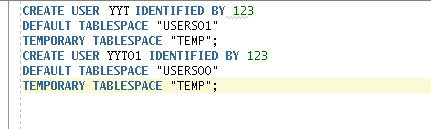 CREATE USER YYT IDENTIFIED BY 123
DEFAULT TABLESPACE "USERS01"
TEMPORARY TABLESPACE "TEMP";
CREATE USER YYT01 IDENTIFIED BY 123
DEFAULT TABLESPACE "USERS00"
TEMPORARY TABLESPACE "TEMP";